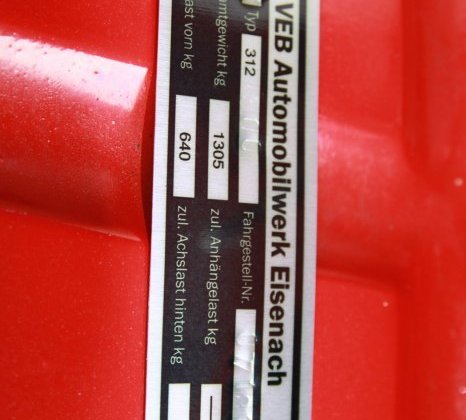 VEB Automobilwerk Eisenach
Typ 312 Fahrgestell-Nr.
mtgewicht kg 1305 zul. Anhängelast kg
ast vorn kg 640 zul. Achslast hinten kg